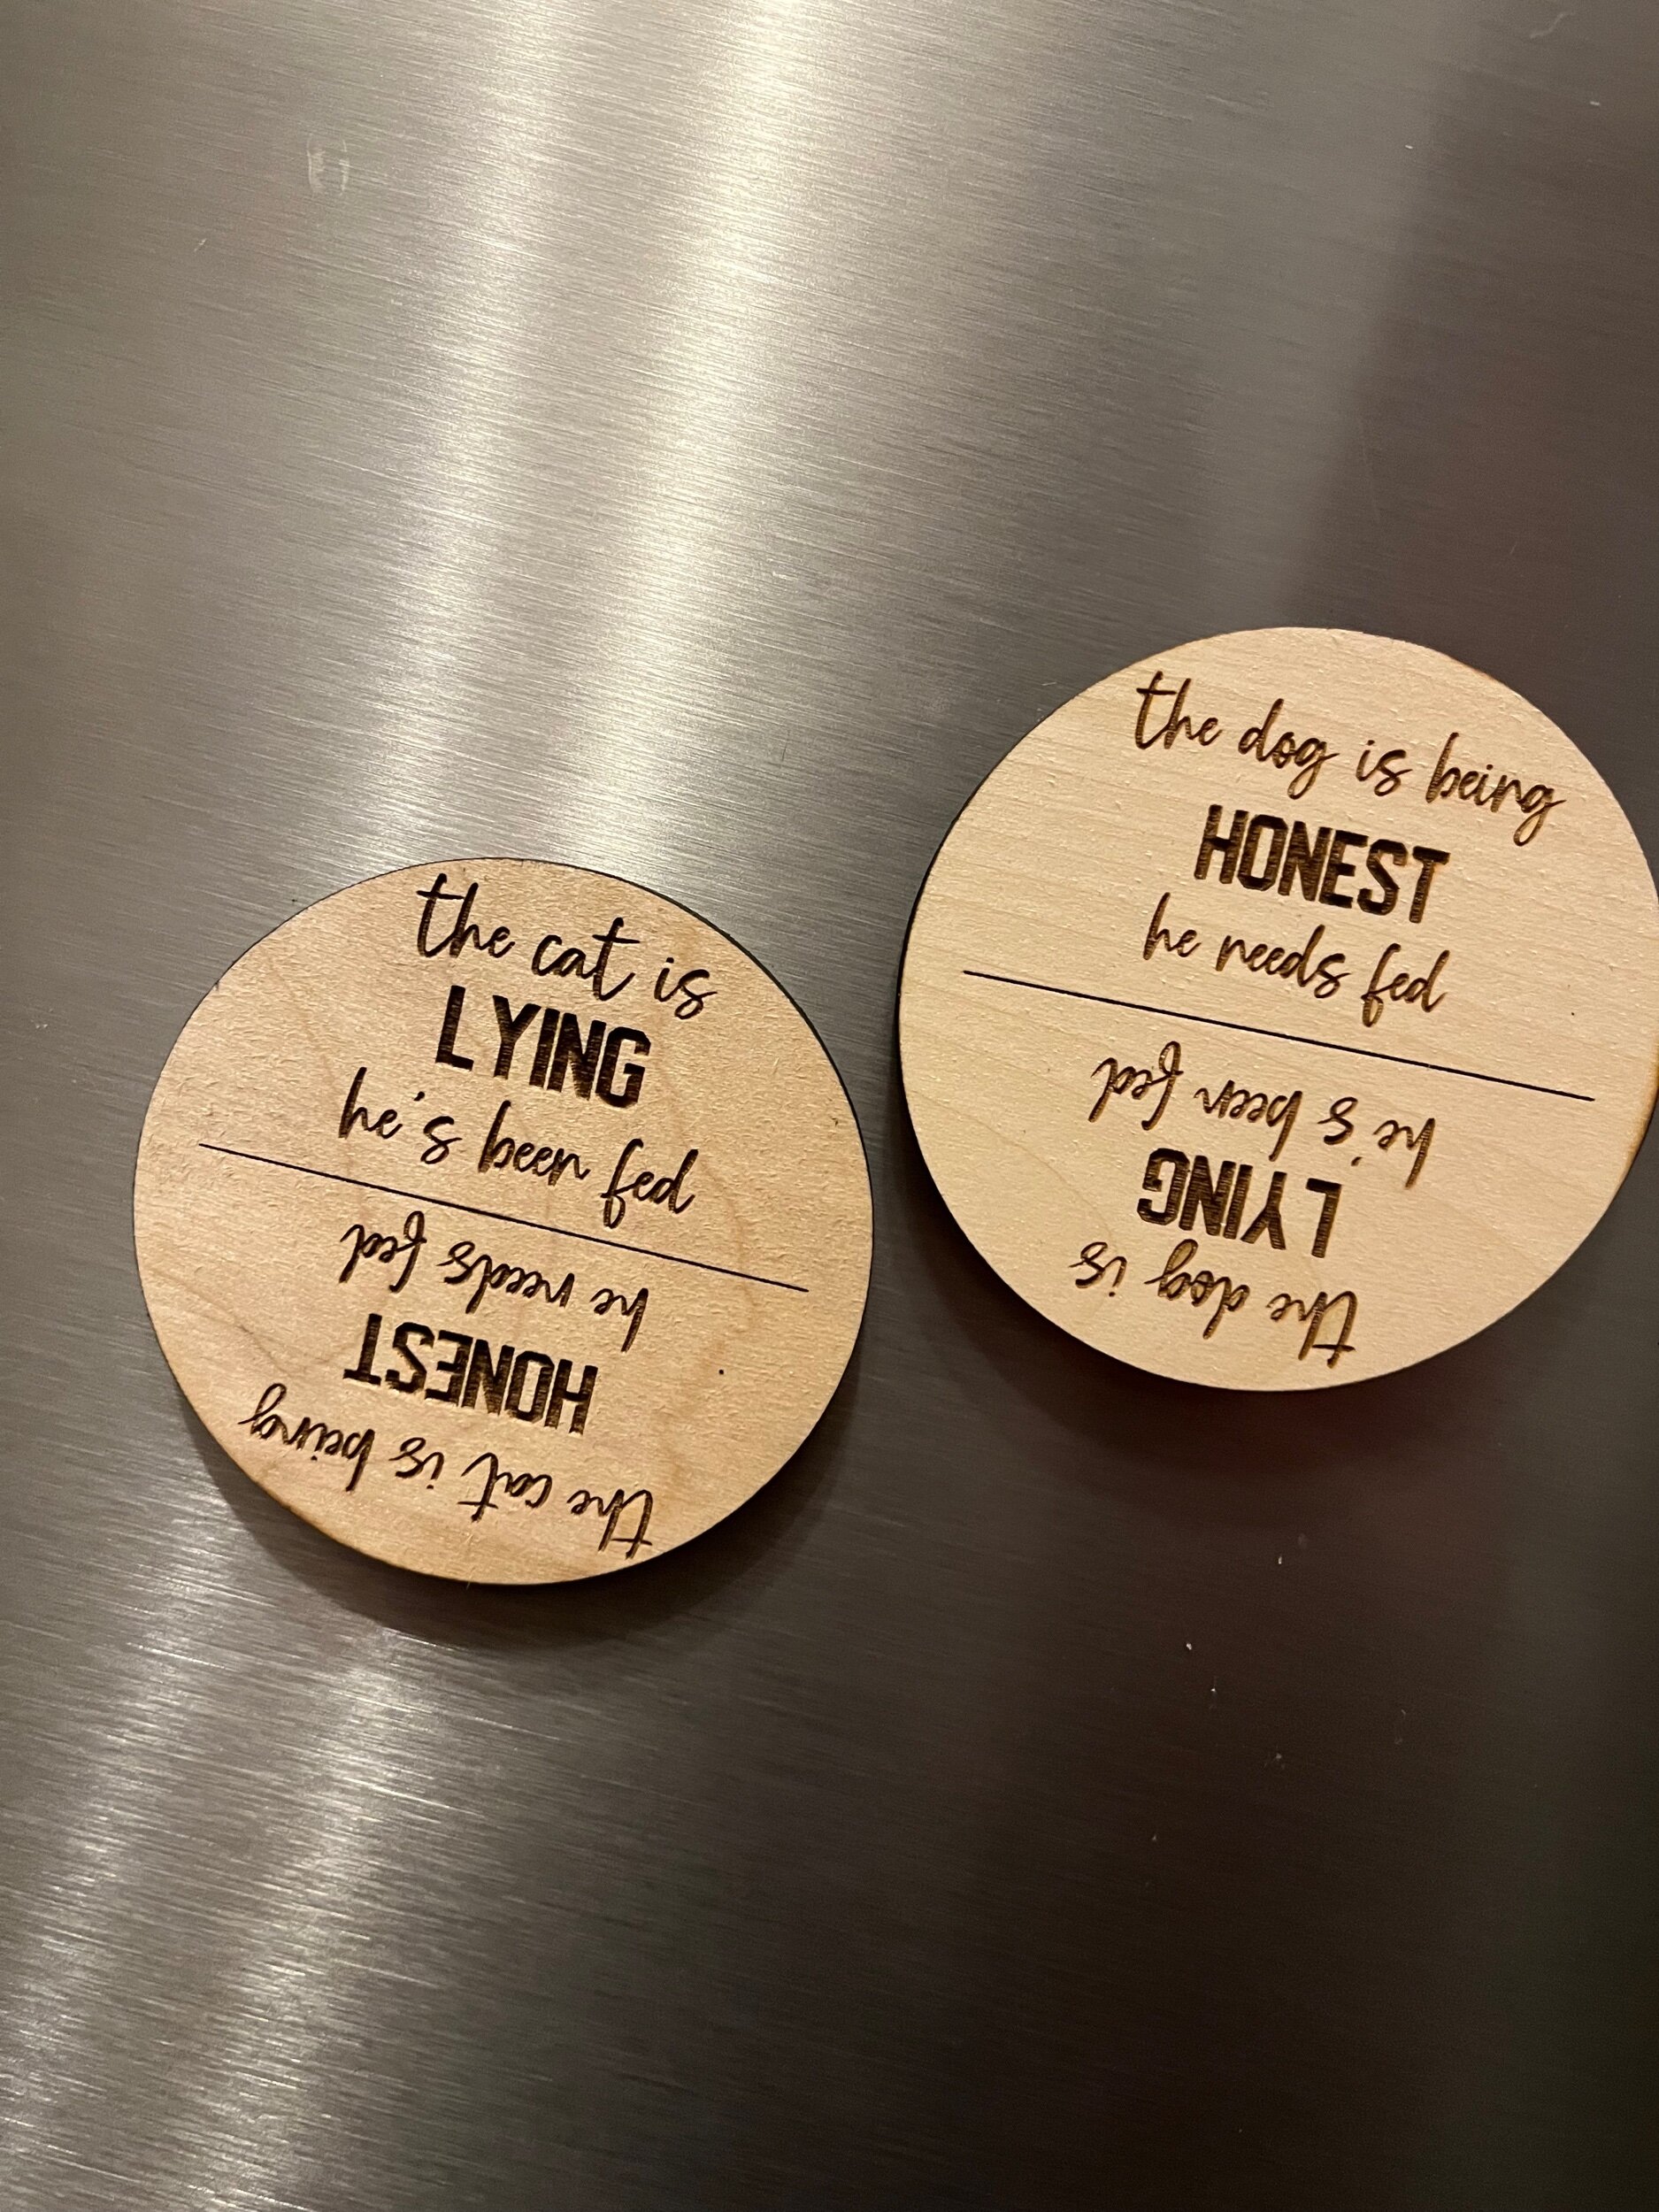 the cat is
LYING
he's been fed
he needs fed
HONEST
the cat is being
the dog is being
HONEST
he needs fed
he's been fed
LYING
the dog is